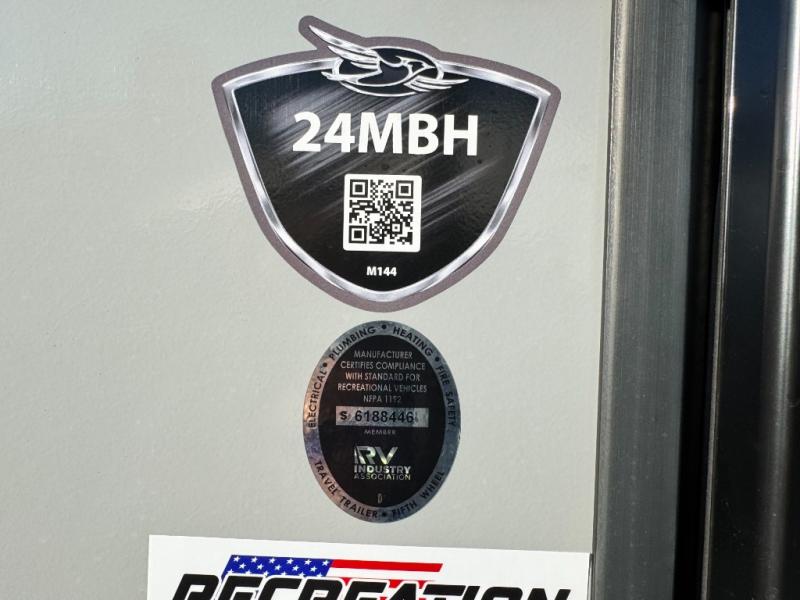 24MBH
M144
ELECTRICAL • PLUMBING • HEATING • FIRE SAFETY
MANUFACTURER
CERTIFIES COMPLIANCE
WITH STANDARD FOR
RECREATIONAL VEHICLES
NFPA 1192
S 6188446
MEMBER
RV
INDUSTRY
ASSOCIATION
D
TRAVEL TRAILER • FIFTH WHEEL
RECREATION